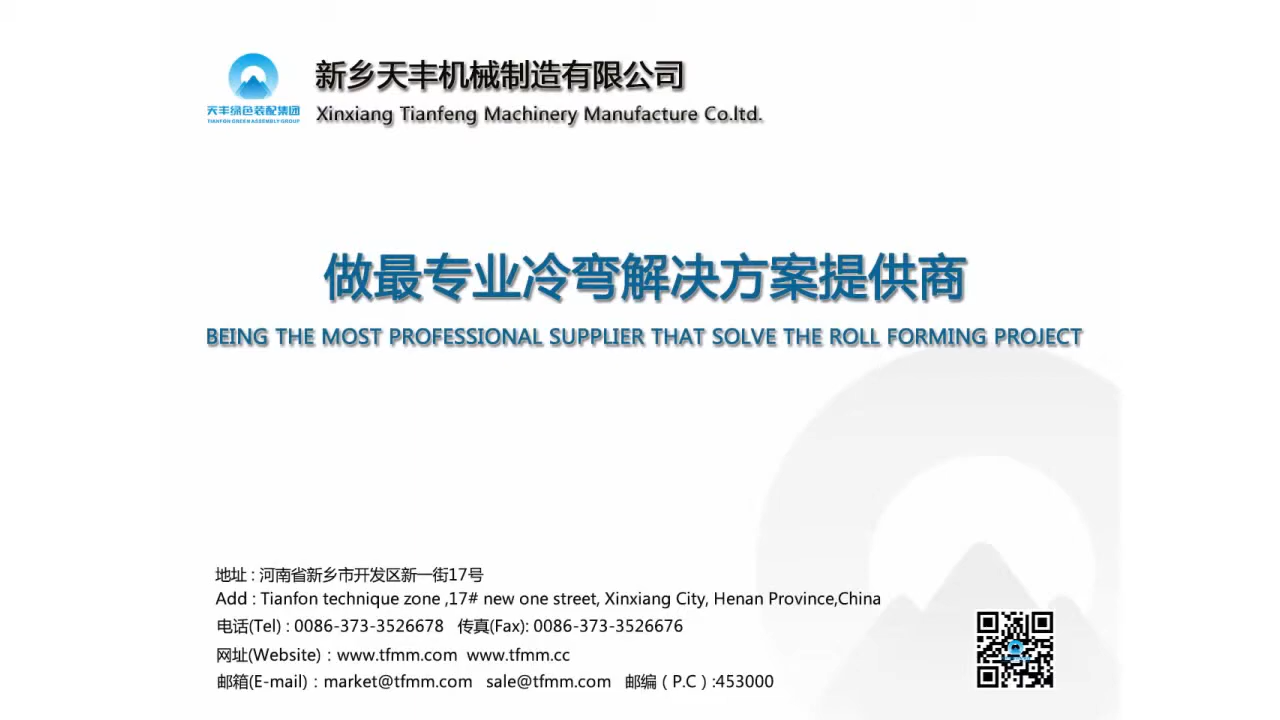 新乡天丰机械制造有限公司
天丰绿色装配集团
TIANFON GREEN ASSEMBLY GROUP
Xinxiang Tianfeng Machinery Manufacture Co.ltd.
做最专业冷弯解决方案提供商
BEING THE MOST PROFESSIONAL SUPPLIER THAT SOLVE THE ROLL FORMING PROJECT
地址 : 河南省新乡市开发区新一街17号
Add : Tianfon technique zone ,17# new one street, Xinxiang City, Henan Province,China
电话(Tel) : 0086-373-3526678 传真(Fax): 0086-373-3526676
网址(Website) : www.tfmm.com www.tfmm.cc
邮箱(E-mail) : market@tfmm.com sale@tfmm.com 邮编 ( P.C ) :453000